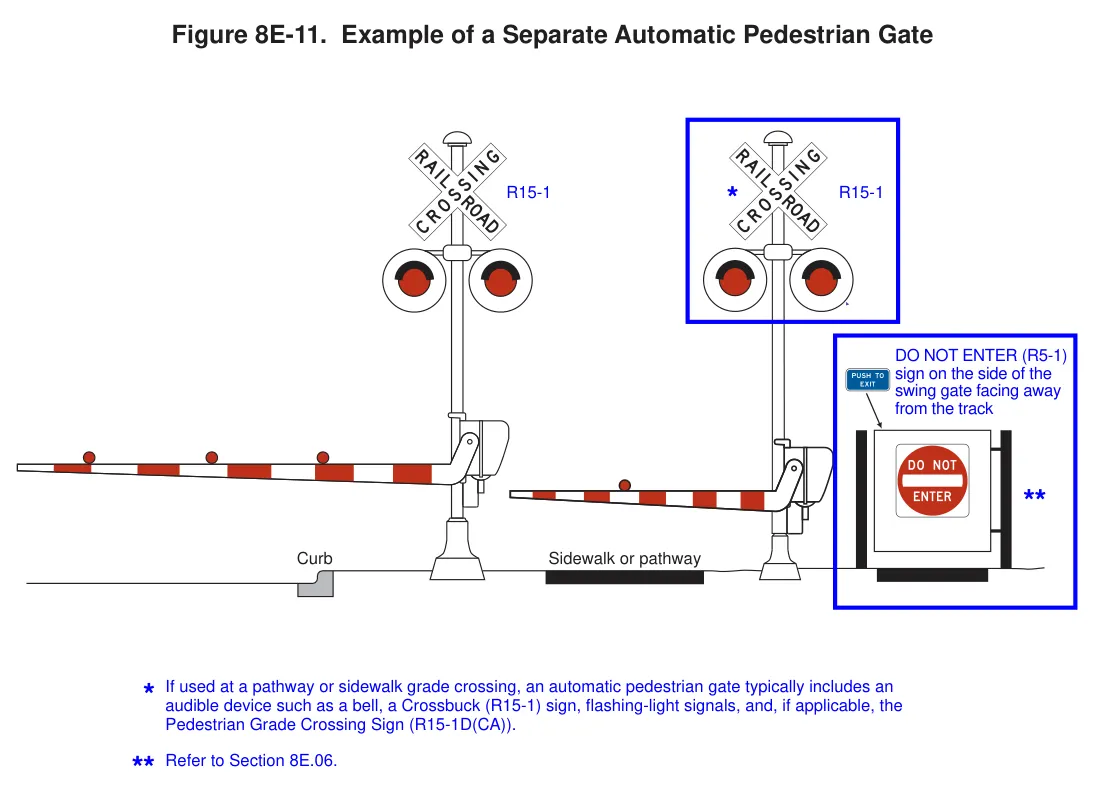 Figure 8E-11. Example of a Separate Automatic Pedestrian Gate
RAILROAD
CROSSING
R15-1
*
RAILROAD
CROSSING
R15-1
DO NOT ENTER (R5-1)
sign on the side of the
swing gate facing away
from the track
PUSH TO
EXIT
DO NOT
ENTER
**
Curb
Sidewalk or pathway
* If used at a pathway or sidewalk grade crossing, an automatic pedestrian gate typically includes an
audible device such as a bell, a Crossbuck (R15-1) sign, flashing-light signals, and, if applicable, the
Pedestrian Grade Crossing Sign (R15-1D(CA)).
** Refer to Section 8E.06.